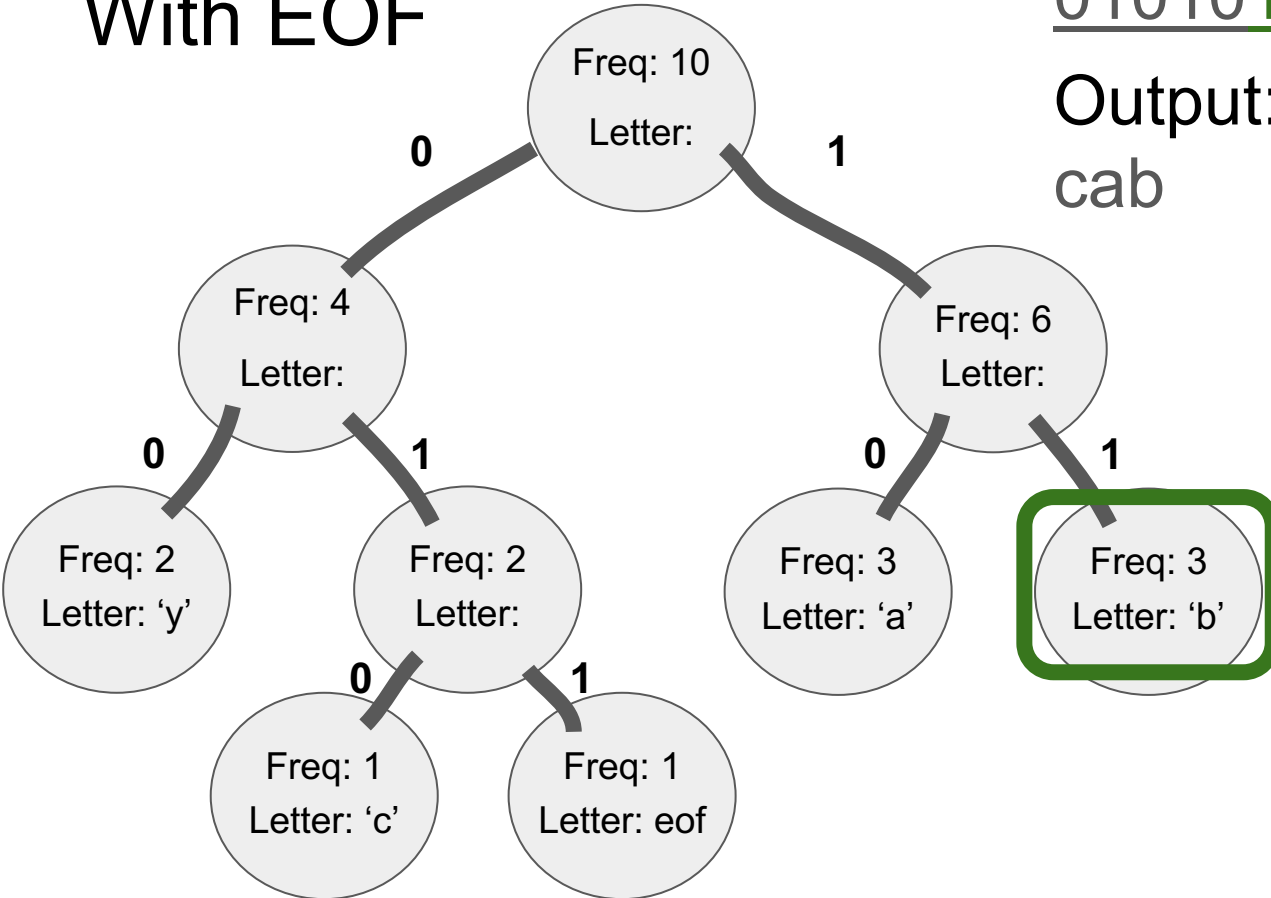 With EOF
01010
Output:
cab
Freq: 10
Letter:
0
1
Freq: 4
Letter:
Freq: 6
Letter:
0
1
0
1
Freq: 2
Letter: ‘y’
Freq: 2
Letter:
Freq: 3
Letter: ‘a’
Freq: 3
Letter: ‘b’
0
1
Freq: 1
Letter: ‘c’
Freq: 1
Letter: eof